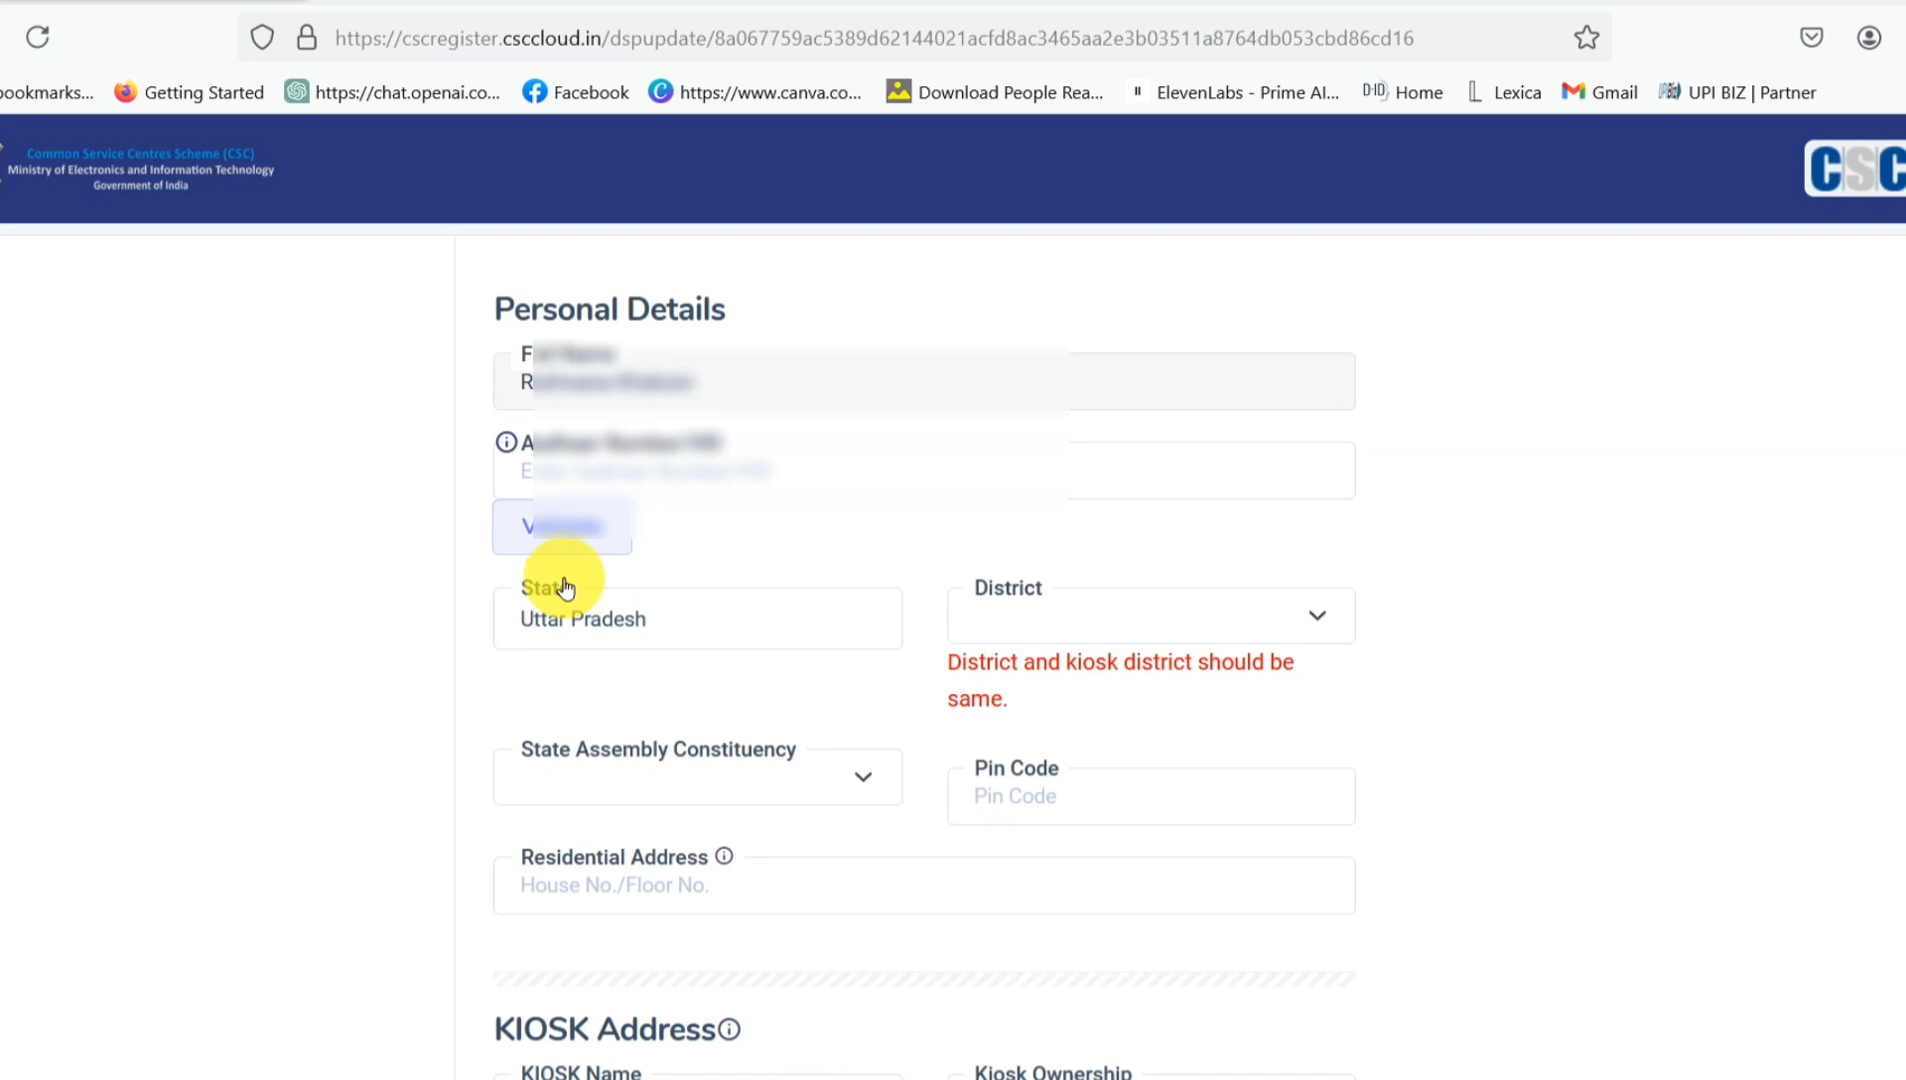 https://cscregister.csccloud.in/dspupdate/8a067759ac5389d62144021acfd8ac3465aa2e3b03511a8764db053cbd86cd16
ookmarks... Getting Started https://chat.openai.co... Facebook https://www.canva.co... Download People Rea... ElevenLabs - Prime AI... D-ID Home Lexica Gmail UPI BIZ | Partner
Common Service Centres Scheme (CSC)
Ministry of Electronics and Information Technology
Government of India
CSC
Personal Details
State District
Uttar Pradesh
District and kiosk district should be
same.
State Assembly Constituency Pin Code
Pin Code
Residential Address
House No./Floor No.
KIOSK Address
KIOSK Name Kiosk Ownership